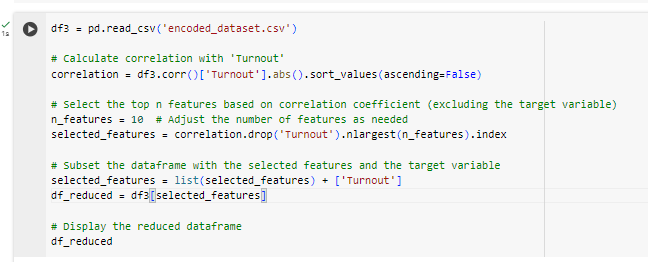 1s
df3 = pd.read_csv('encoded_dataset.csv')
# Calculate correlation with 'Turnout'
correlation = df3.corr()['Turnout'].abs().sort_values(ascending=False)
# Select the top n features based on correlation coefficient (excluding the target variable)
n_features = 10  # Adjust the number of features as needed
selected_features = correlation.drop('Turnout').nlargest(n_features).index
# Subset the dataframe with the selected features and the target variable
selected_features = list(selected_features) + ['Turnout']
df_reduced = df3[selected_features]
# Display the reduced dataframe
df_reduced